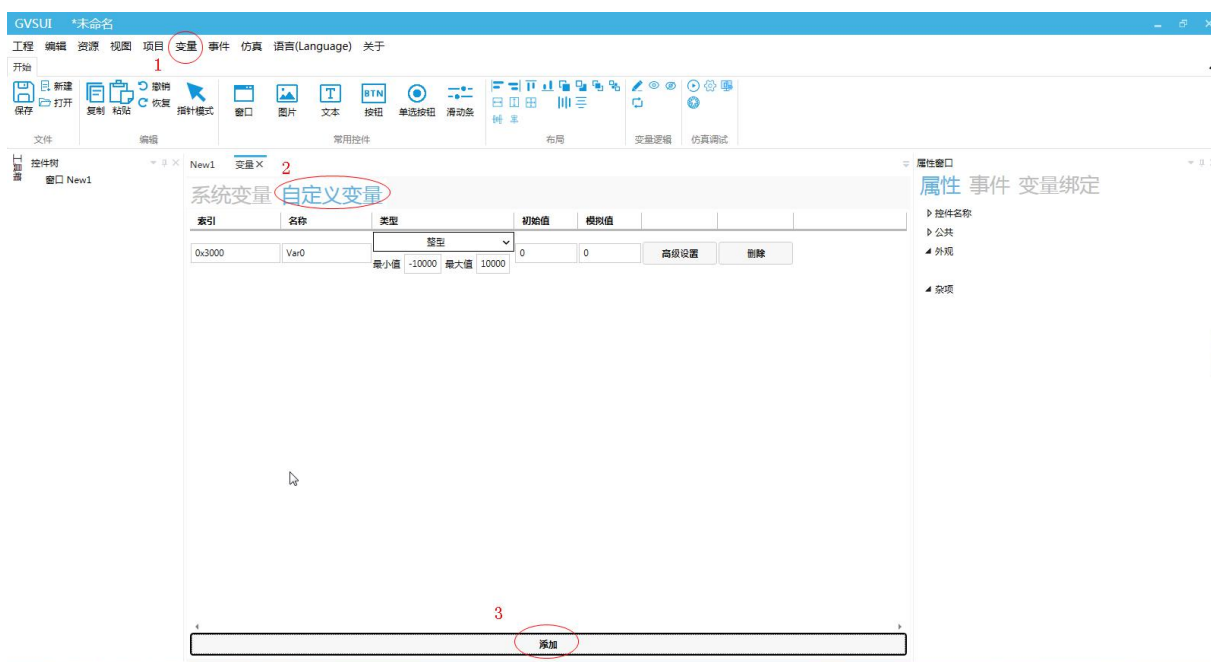 GVSUI *未命名
工程 编辑 资源 视图 项目 变量 事件 仿真 语言(Language) 关于
1
开始
保存 新建 打开 复制 粘贴 撤销 恢复 指针模式 窗口 图片 T 文本 BTN 按钮 单选按钮 滑动条
文件 编辑 常用控件 布局 变量逻辑 仿真调试
工具箱
控件树
窗口 New1
New1 变量 2
系统变量 自定义变量
索引 名称 类型 初始值 模拟值
0x3000 Var0 整型 0 0 高级设置 删除
最小值 -10000 最大值 10000
3
添加
属性窗口
属性 事件 变量绑定
控件名称
公共
外观
杂项